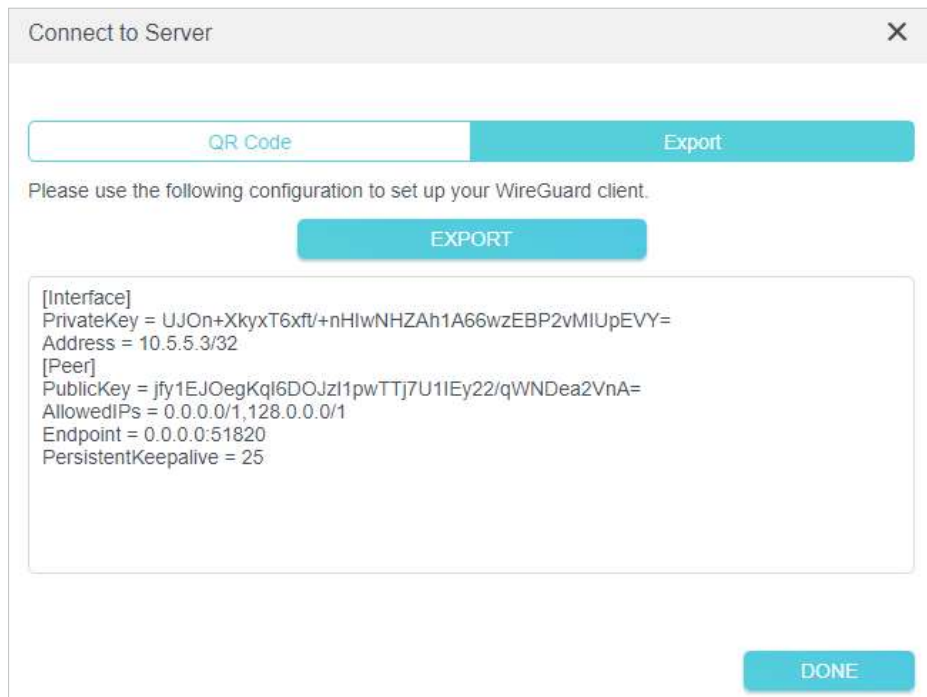 Connect to Server
QR Code
Export
Please use the following configuration to set up your WireGuard client.
EXPORT
[Interface]
PrivateKey = UJOn+XkyxT6xft/+nHIwNHZAh1A66wzEBP2vMIUpEVY=
Address = 10.5.5.3/32
[Peer]
PublicKey = jfy1EJOegKqI6DOJzI1pwTTj7U1IEy22/qWNDea2VnA=
AllowedIPs = 0.0.0.0/1,128.0.0.0/1
Endpoint = 0.0.0.0:51820
PersistentKeepalive = 25
DONE